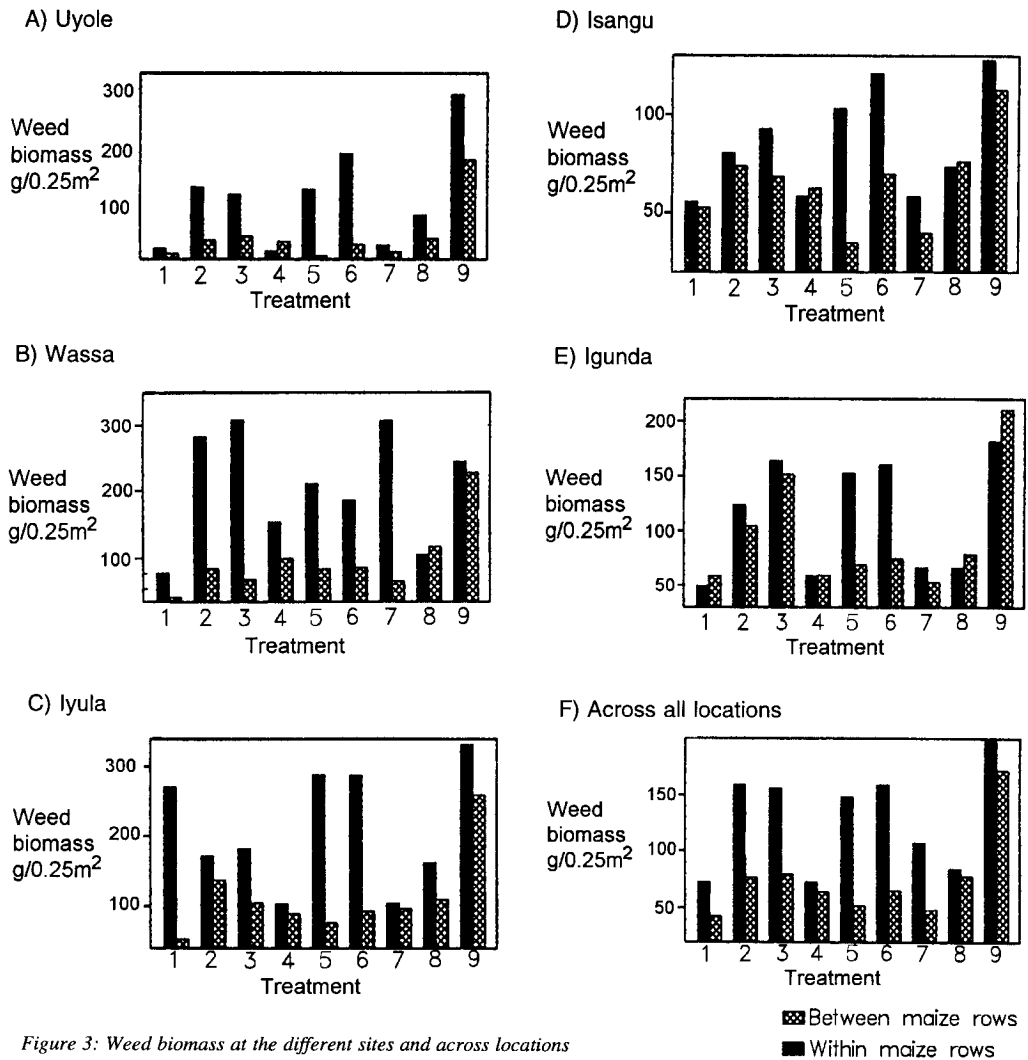 A) Uyole
Weed
biomass
g/0.25m²
300
200
100
1 2 3 4 5 6 7 8 9
Treatment
B) Wassa
Weed
biomass
g/0.25m²
300
200
100
1 2 3 4 5 6 7 8 9
Treatment
C) Iyula
Weed
biomass
g/0.25m²
300
200
100
1 2 3 4 5 6 7 8 9
Treatment
D) Isangu
Weed
biomass
g/0.25m²
100
50
1 2 3 4 5 6 7 8 9
Treatment
E) Igunda
Weed
biomass
g/0.25m²
200
150
100
50
1 2 3 4 5 6 7 8 9
Treatment
F) Across all locations
Weed
biomass
g/0.25m²
150
100
50
1 2 3 4 5 6 7 8 9
Treatment
Between maize rows
Within maize rows
Figure 3: Weed biomass at the different sites and across locations